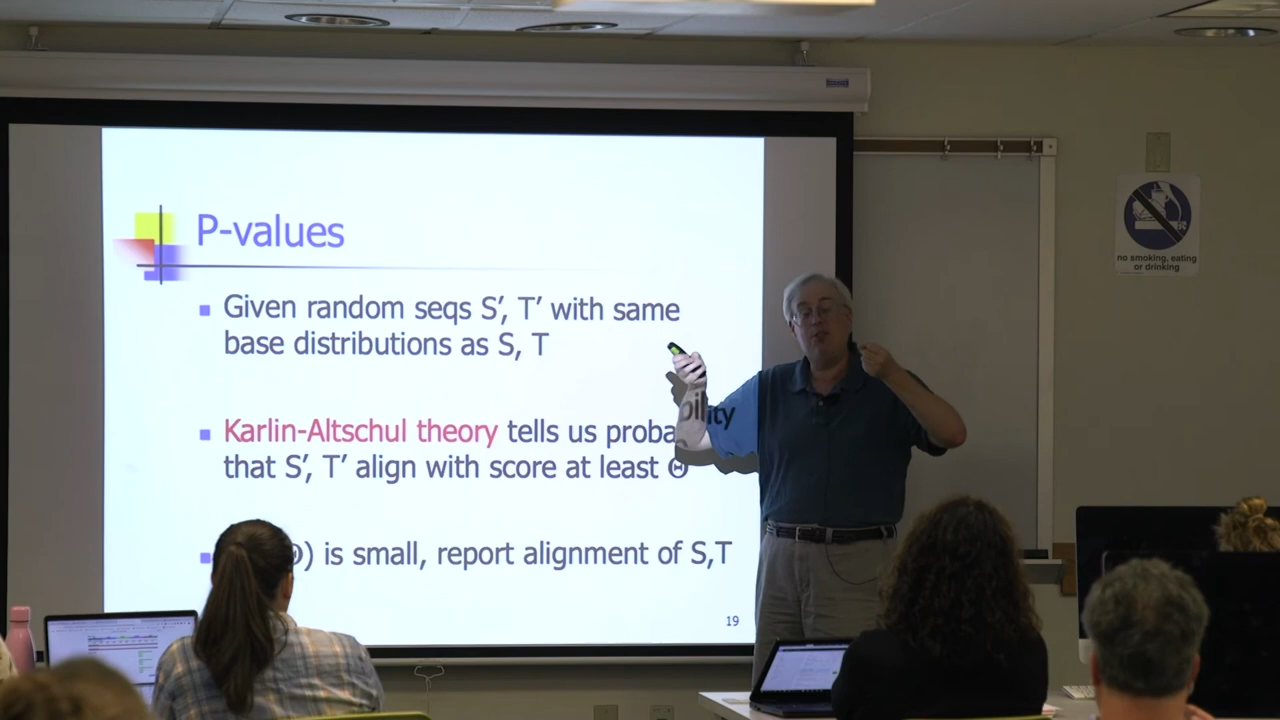 P-values
Given random seqs S’, T’ with same
base distributions as S, T
Karlin-Altschul theory tells us probability
that S’, T’ align with score at least Θ
) is small, report alignment of S,T
19
no smoking, eating
or drinking